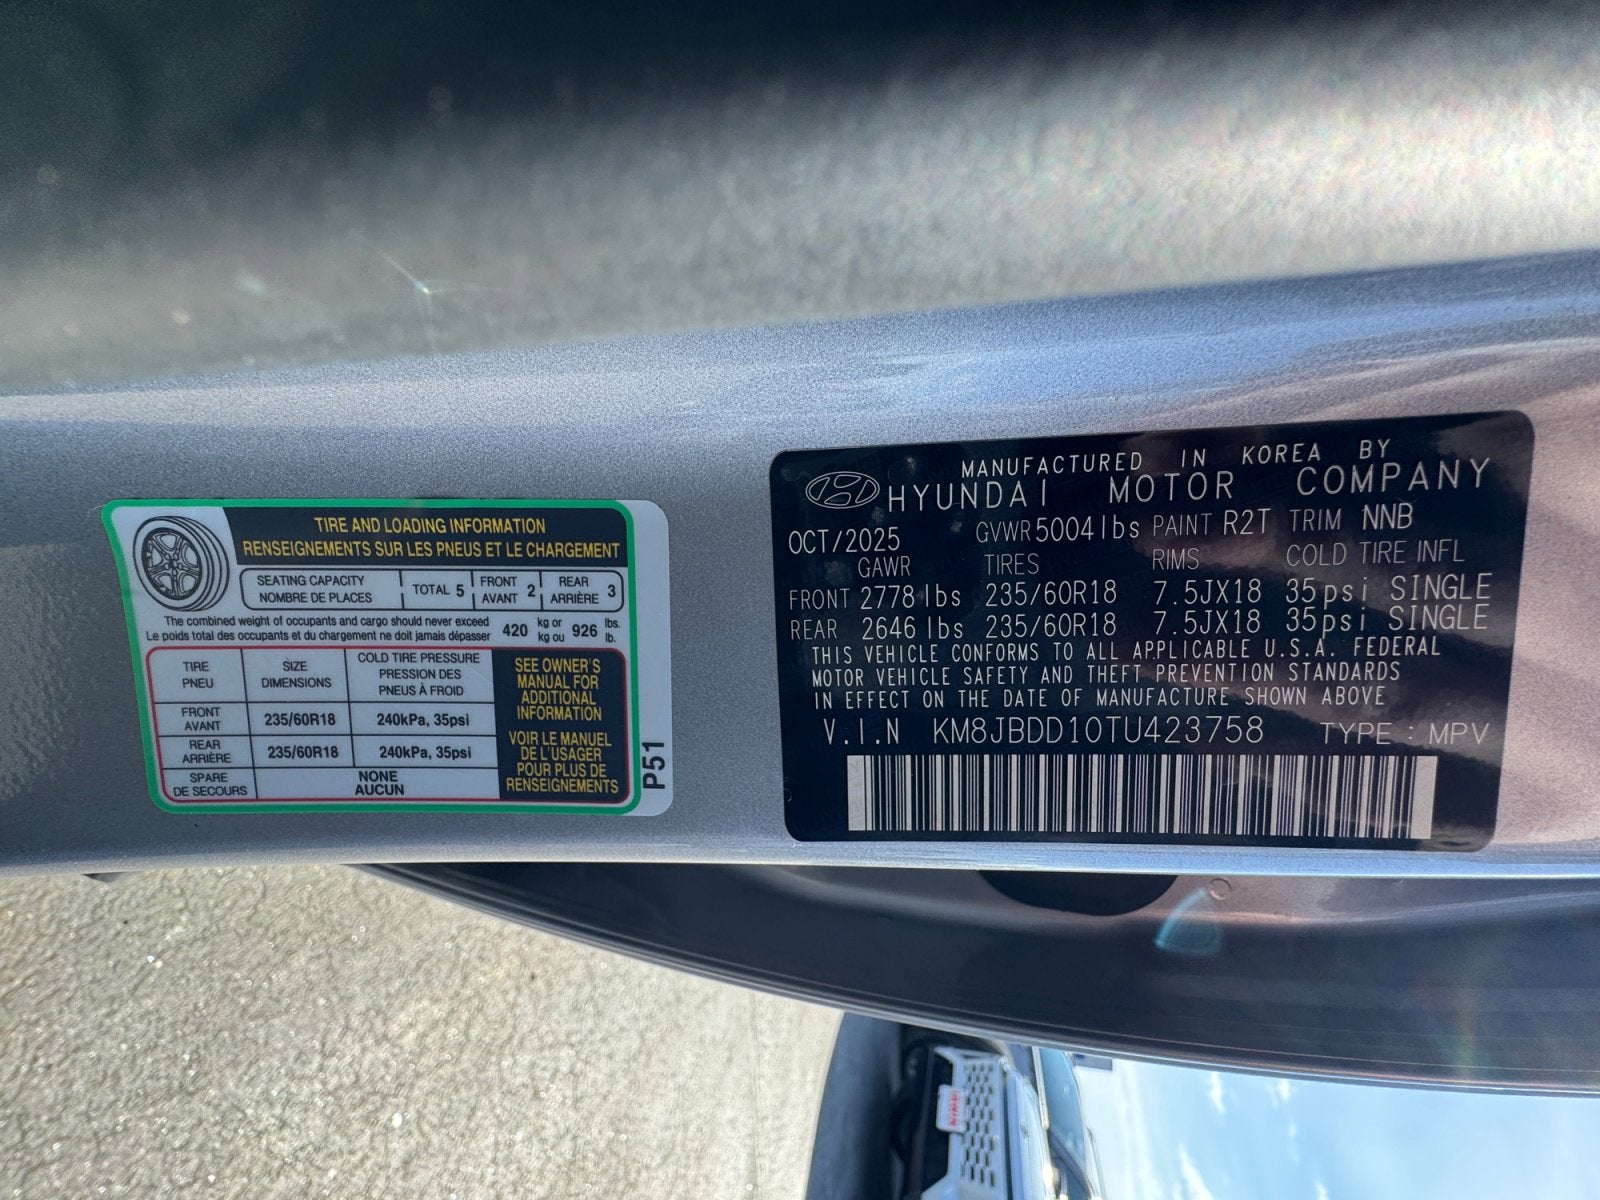 TIRE AND LOADING INFORMATION
RENSEIGNEMENTS SUR LES PNEUS ET LE CHARGEMENT
SEATING CAPACITY
NOMBRE DE PLACES
TOTAL 5
FRONT
AVANT 2
REAR
ARRIÈRE 3
The combined weight of occupants and cargo should never exceed
Le poids total des occupants et du chargement ne doit jamais dépasser
420 kg or
kg ou 926 lbs.
lb.
TIRE
PNEU
SIZE
DIMENSIONS
COLD TIRE PRESSURE
PRESSION DES
PNEUS À FROID
FRONT
AVANT
235/60R18
240kPa, 35psi
REAR
ARRIÈRE
235/60R18
240kPa, 35psi
SPARE
DE SECOURS
NONE
AUCUN
SEE OWNER'S
MANUAL FOR
ADDITIONAL
INFORMATION
VOIR LE MANUEL
DE L'USAGER
POUR PLUS DE
RENSEIGNEMENTS
P51
MANUFACTURED IN KOREA BY
HYUNDAI MOTOR COMPANY
OCT/2025 GVWR 5004 lbs PAINT R2T TRIM NNB
GAWR TIRES RIMS COLD TIRE INFL
FRONT 2778 lbs 235/60R18 7.5JX18 35psi SINGLE
REAR 2646 lbs 235/60R18 7.5JX18 35psi SINGLE
THIS VEHICLE CONFORMS TO ALL APPLICABLE U.S.A. FEDERAL
MOTOR VEHICLE SAFETY AND THEFT PREVENTION STANDARDS
IN EFFECT ON THE DATE OF MANUFACTURE SHOWN ABOVE
V.I.N KM8JBDD10TU423758 TYPE : MPV